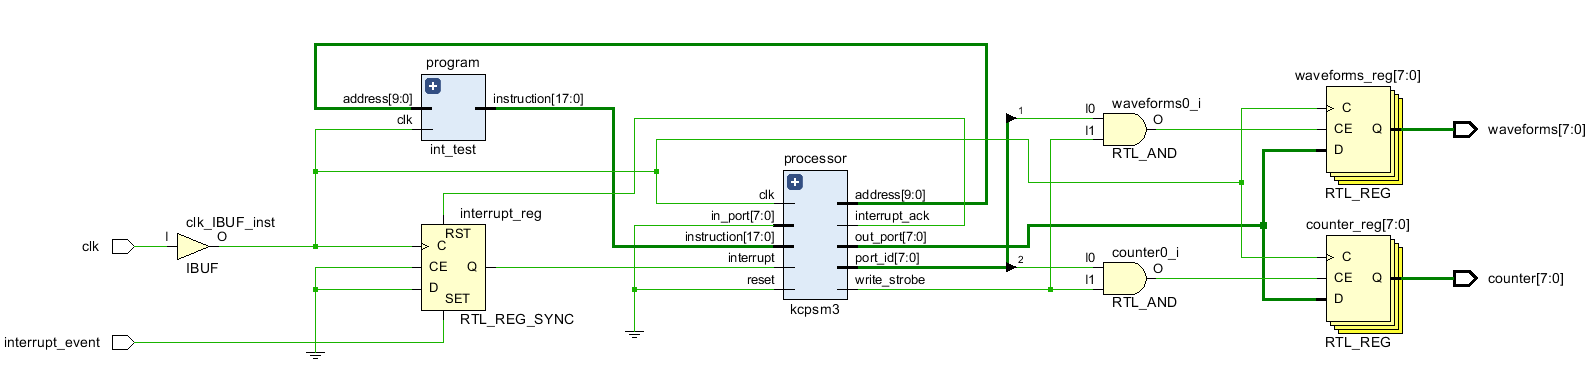 program
address[9:0]
instruction[17:0]
clk
int_test
clk
I
clk_IBUF_inst
O
IBUF
interrupt_event
interrupt_reg
RST
C
CE
Q
D
SET
RTL_REG_SYNC
processor
clk
address[9:0]
in_port[7:0]
interrupt_ack
instruction[17:0]
out_port[7:0]
interrupt
port_id[7:0]
reset
write_strobe
kcpsm3
1
2
I0
waveforms0_i
O
I1
RTL_AND
I0
counter0_i
O
I1
RTL_AND
waveforms_reg[7:0]
C
CE
Q
D
RTL_REG
waveforms[7:0]
counter_reg[7:0]
C
CE
Q
D
RTL_REG
counter[7:0]